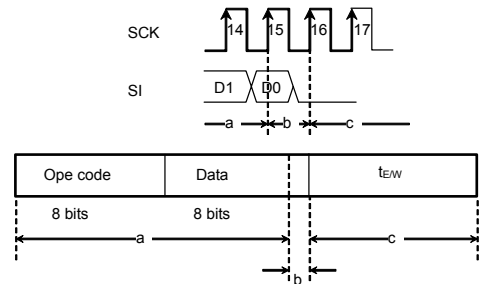 SCK 14 15 16 17
SI D1 D0
a b c
Ope code Data tE/W
8 bits 8 bits
a c
b